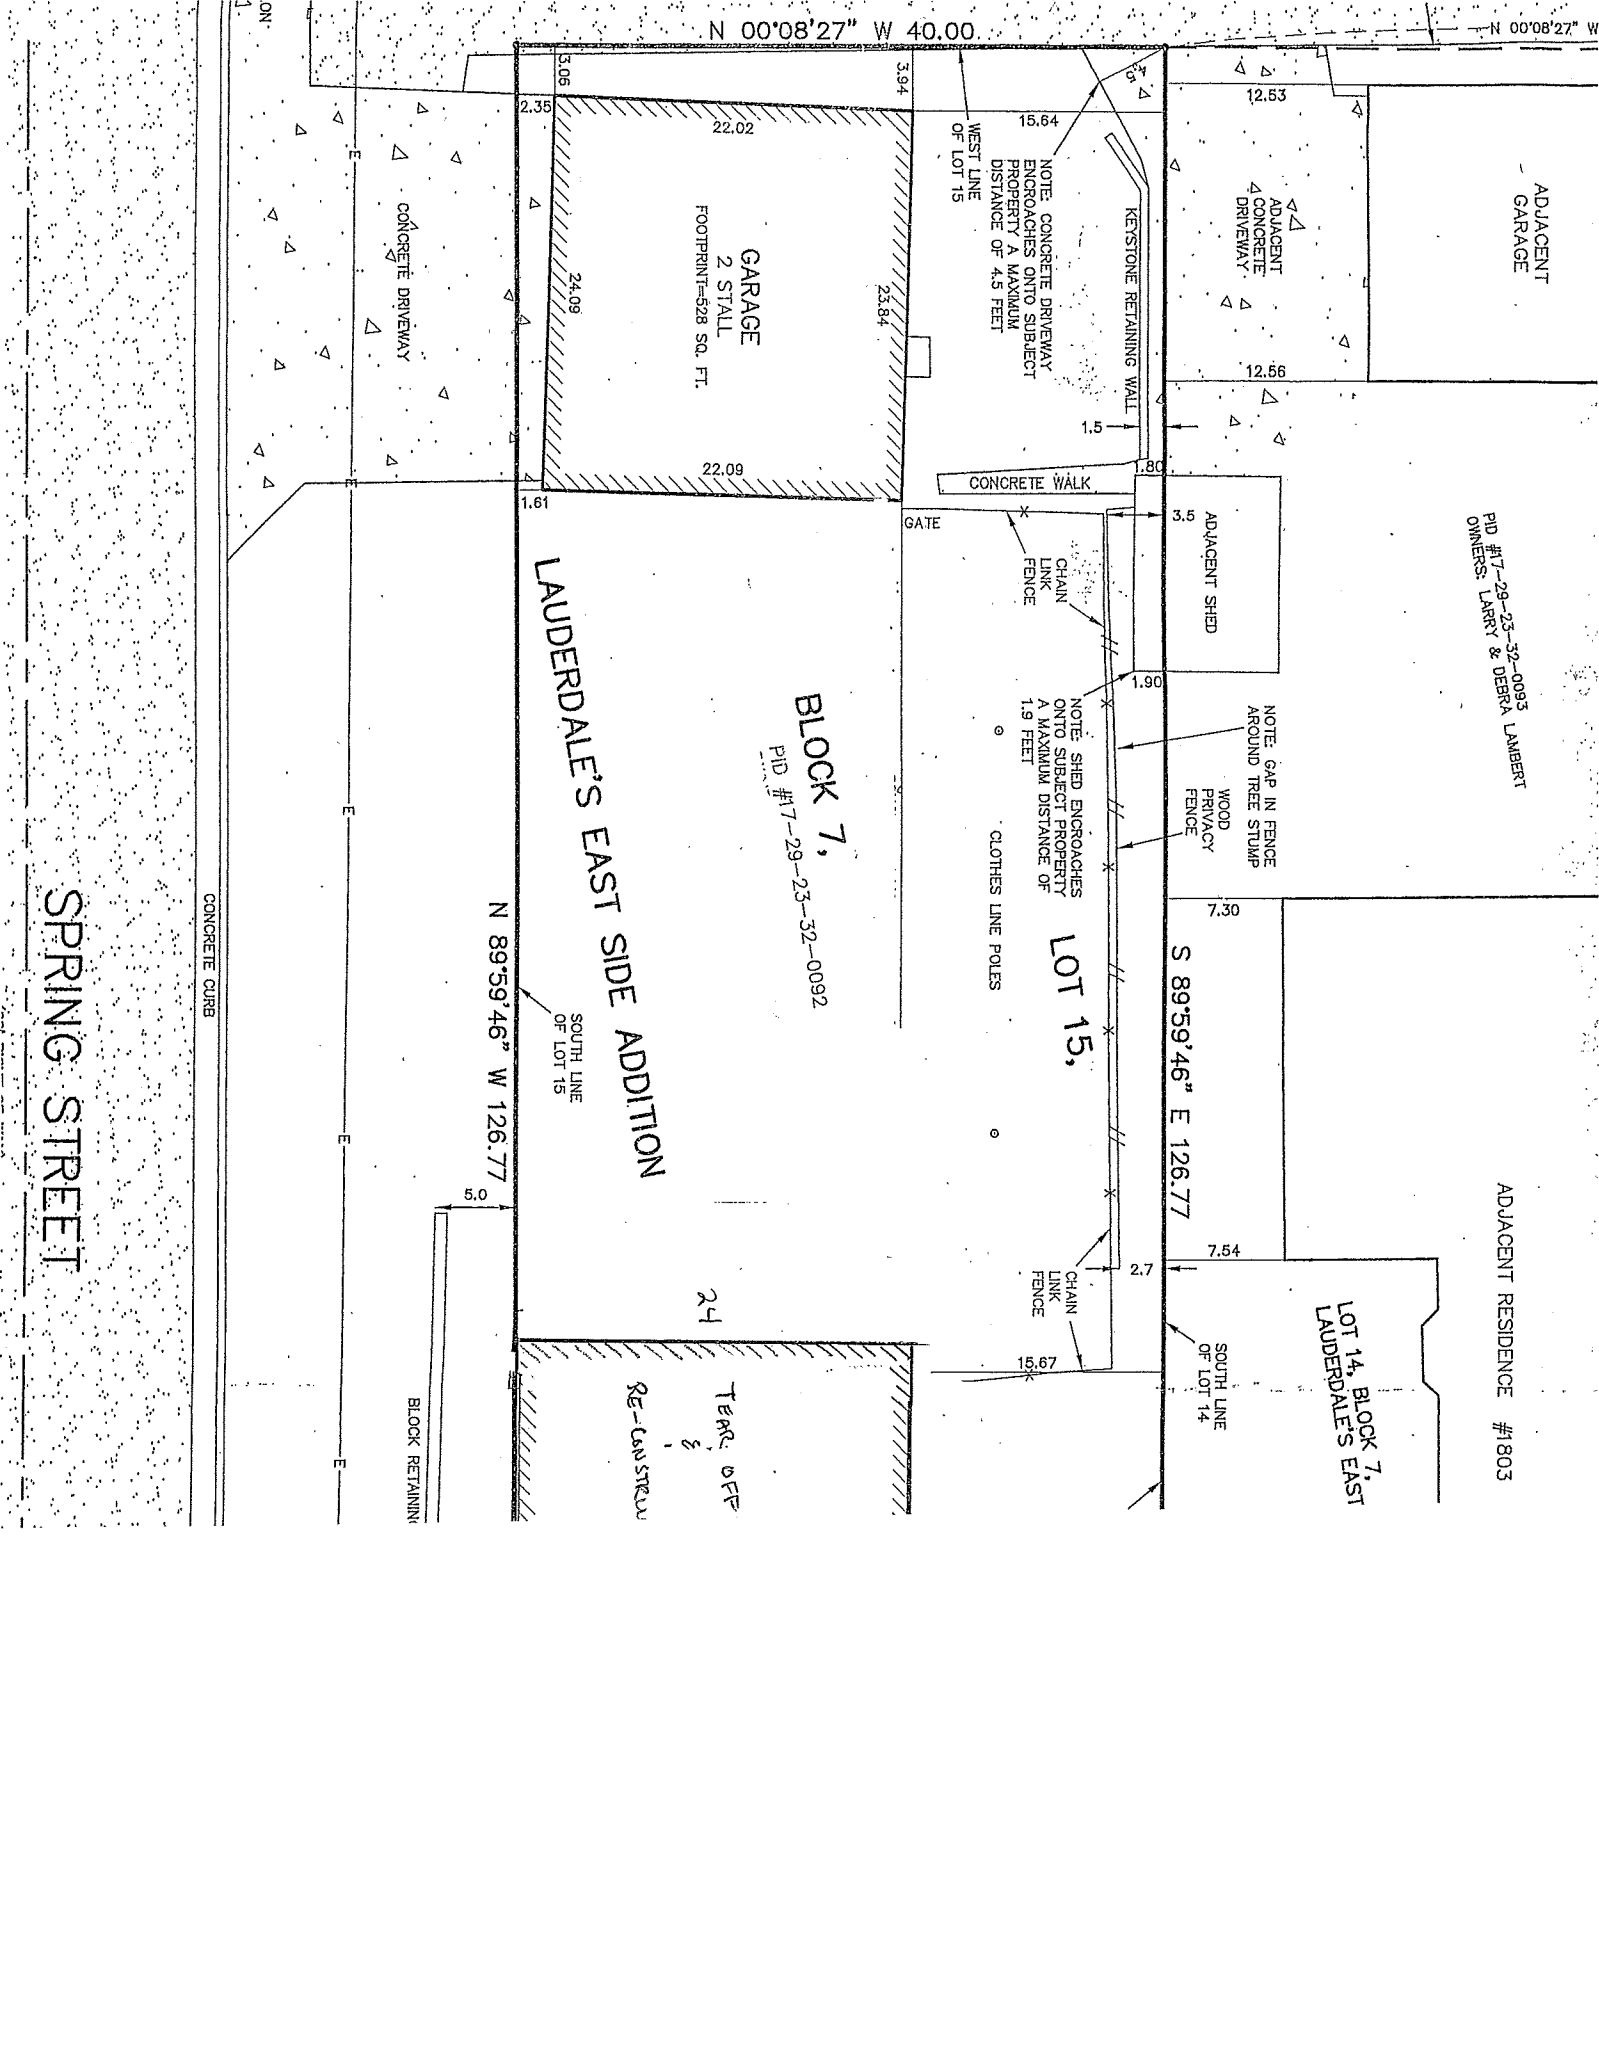 N 00°08'27" W 40.00
N 00°08'27" W
3.06
3.94
4.5
2.35
22.02
15.64
12.53
WEST LINE
OF LOT 15
NOTE: CONCRETE DRIVEWAY
ENCROACHES ONTO SUBJECT
PROPERTY A MAXIMUM
DISTANCE OF 4.5 FEET
KEYSTONE RETAINING WALL
ADJACENT
CONCRETE
DRIVEWAY
ADJACENT
GARAGE
CONCRETE DRIVEWAY
GARAGE
2 STALL
FOOTPRINT=528 SQ. FT.
24.09
23.84
12.56
1.5
22.09
1.80
CONCRETE WALK
1.61
GATE
3.5
ADJACENT SHED
CHAIN
LINK
FENCE
PID #17-29-23-32-0093
OWNERS: LARRY & DEBRA LAMBERT
1.90
NOTE: SHED ENCROACHES
ONTO SUBJECT PROPERTY
A MAXIMUM DISTANCE OF
1.9 FEET
NOTE: GAP IN FENCE
AROUND TREE STUMP
WOOD
PRIVACY
FENCE
LOT 15,
BLOCK 7,
PID #17-29-23-32-0092
LAUDERDALE'S EAST SIDE ADDITION
CLOTHES LINE POLES
7.30
S 89°59'46" E 126.77
N 89°59'46" W 126.77
SOUTH LINE
OF LOT 15
CONCRETE CURB
SPRING STREET
E
E
E
E
E
5.0
7.54
2.7
CHAIN
LINK
FENCE
24
15.67
SOUTH LINE
OF LOT 14
ADJACENT RESIDENCE #1803
LOT 14, BLOCK 7,
LAUDERDALE'S EAST
TEAR OFF
&
RE-CONSTRU
BLOCK RETAINING